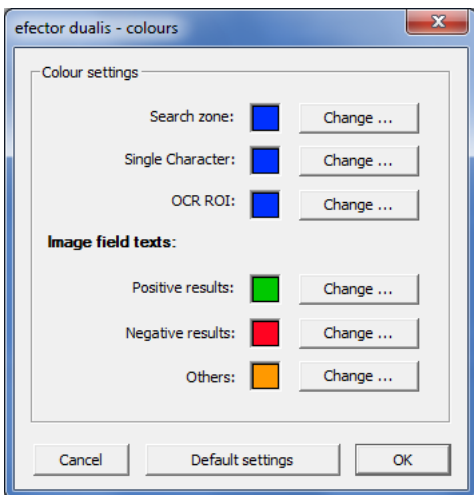 efector dualis - colours
Colour settings
Search zone: Change ...
Single Character: Change ...
OCR ROI: Change ...
Image field texts:
Positive results: Change ...
Negative results: Change ...
Others: Change ...
Cancel Default settings OK